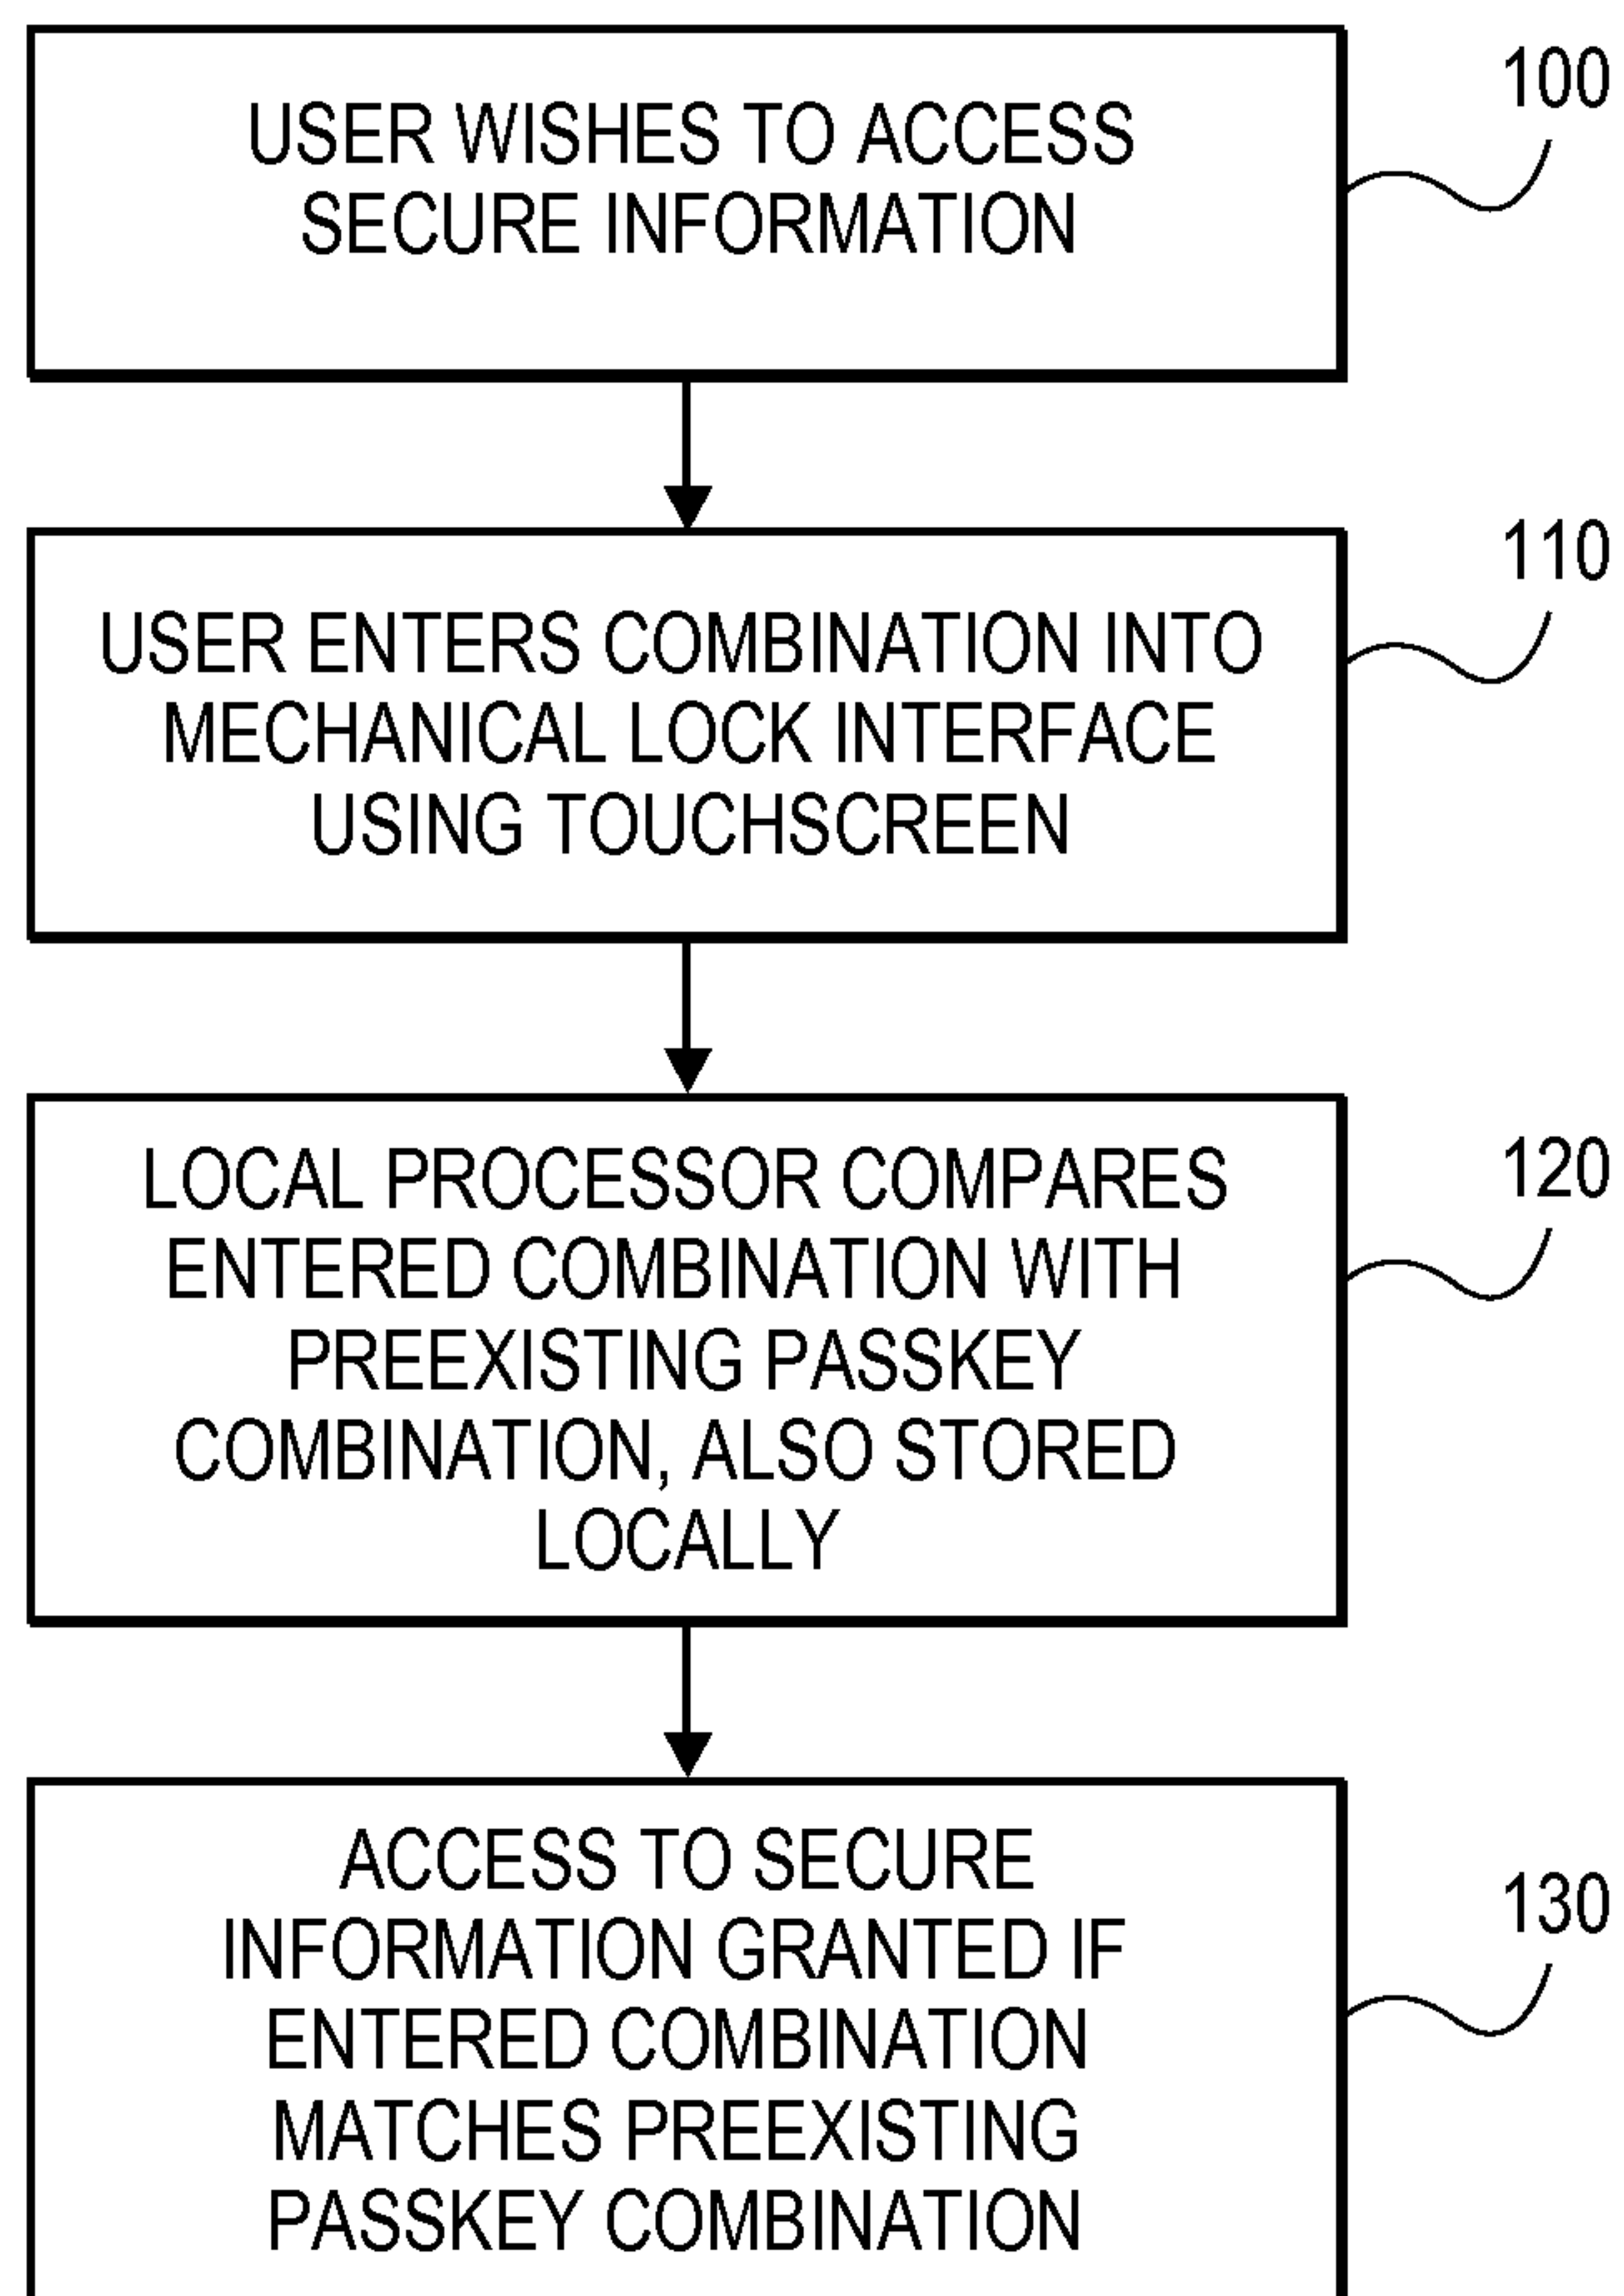 100
USER WISHES TO ACCESS
SECURE INFORMATION
110
USER ENTERS COMBINATION INTO
MECHANICAL LOCK INTERFACE
USING TOUCHSCREEN
120
LOCAL PROCESSOR COMPARES
ENTERED COMBINATION WITH
PREEXISTING PASSKEY
COMBINATION, ALSO STORED
LOCALLY
130
ACCESS TO SECURE
INFORMATION GRANTED IF
ENTERED COMBINATION
MATCHES PREEXISTING
PASSKEY COMBINATION